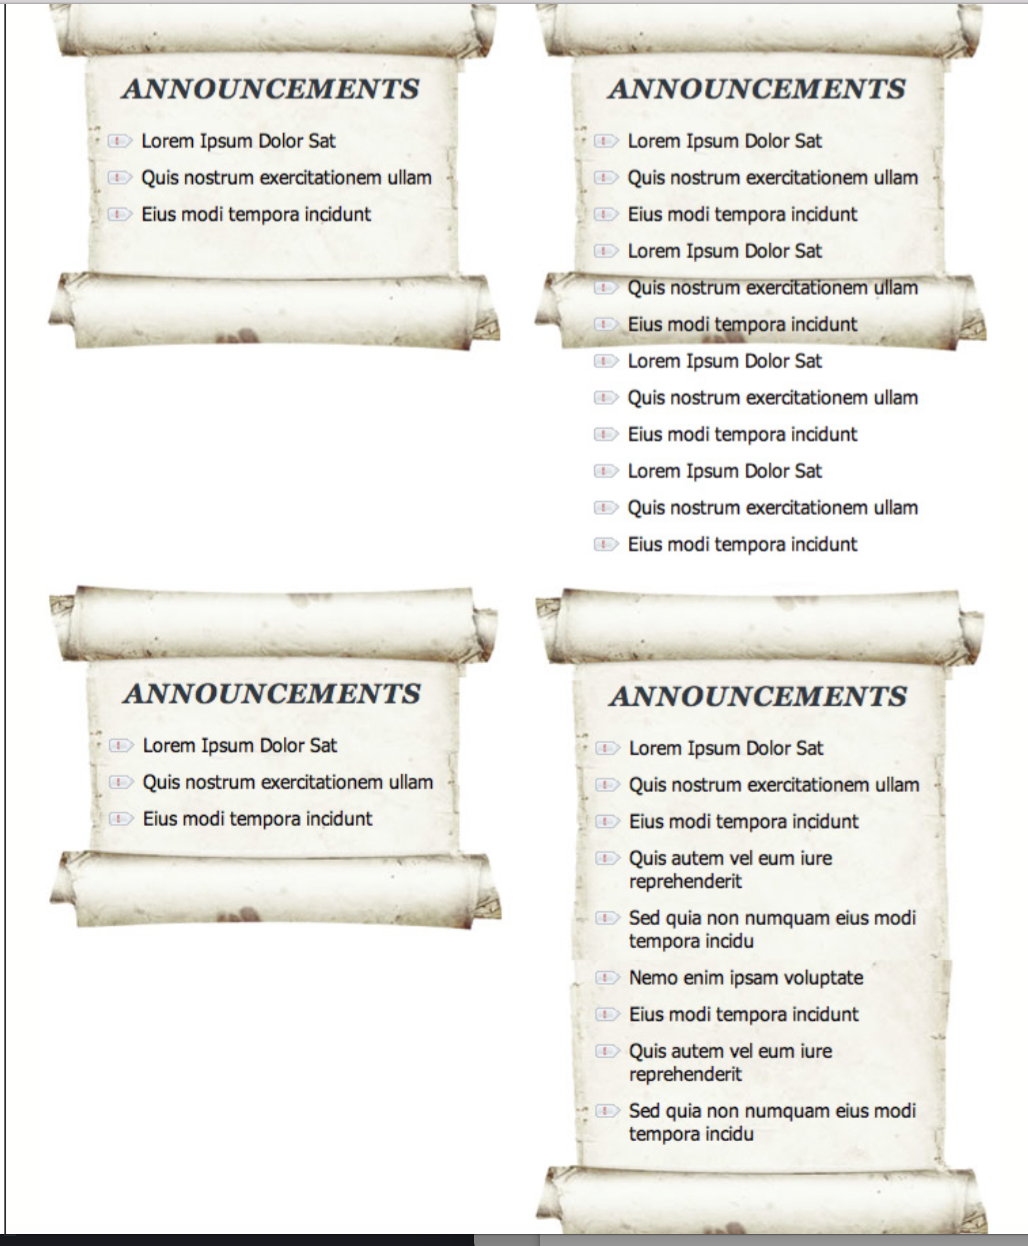 ANNOUNCEMENTS
Lorem Ipsum Dolor Sat
Quis nostrum exercitationem ullam
Eius modi tempora incidunt
ANNOUNCEMENTS
Lorem Ipsum Dolor Sat
Quis nostrum exercitationem ullam
Eius modi tempora incidunt
Lorem Ipsum Dolor Sat
Quis nostrum exercitationem ullam
Eius modi tempora incidunt
Lorem Ipsum Dolor Sat
Quis nostrum exercitationem ullam
Eius modi tempora incidunt
Lorem Ipsum Dolor Sat
Quis nostrum exercitationem ullam
Eius modi tempora incidunt
ANNOUNCEMENTS
Lorem Ipsum Dolor Sat
Quis nostrum exercitationem ullam
Eius modi tempora incidunt
ANNOUNCEMENTS
Lorem Ipsum Dolor Sat
Quis nostrum exercitationem ullam
Eius modi tempora incidunt
Quis autem vel eum iure
reprehenderit
Sed quia non numquam eius modi
tempora incidu
Nemo enim ipsam voluptate
Eius modi tempora incidunt
Quis autem vel eum iure
reprehenderit
Sed quia non numquam eius modi
tempora incidu